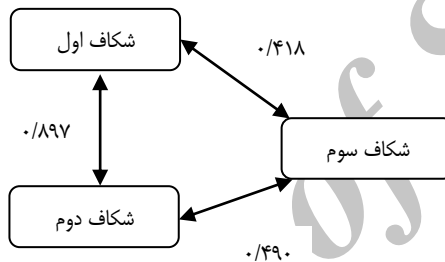 شکاف اول
۰/۴۱۸
۰/۸۹۷
شکاف سوم
شکاف دوم
۰/۴۹۰